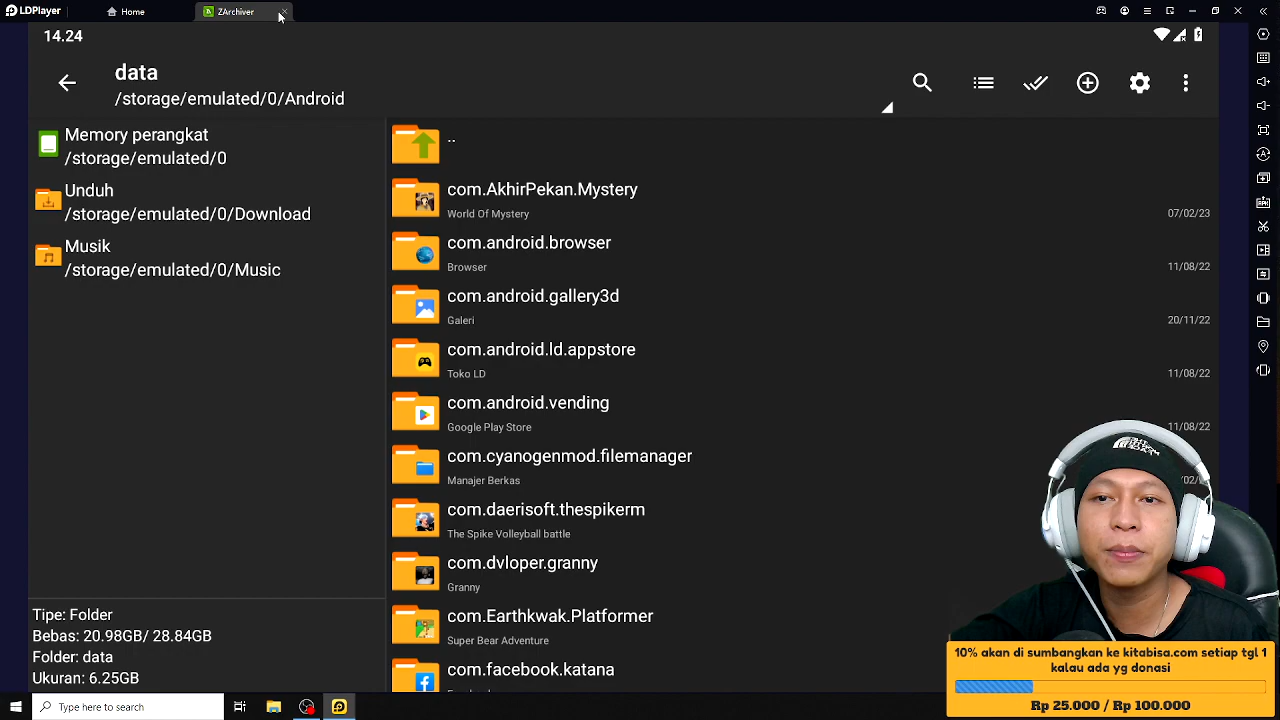 LDPlayer
Home
ZArchiver
14.24
data
/storage/emulated/0/Android
Memory perangkat
/storage/emulated/0
Unduh
/storage/emulated/0/Download
Musik
/storage/emulated/0/Music
..
com.AkhirPekan.Mystery
World Of Mystery
07/02/23
com.android.browser
Browser
11/08/22
com.android.gallery3d
Galeri
20/11/22
com.android.ld.appstore
Toko LD
11/08/22
com.android.vending
Google Play Store
11/08/22
com.cyanogenmod.filemanager
Manajer Berkas
com.daerisoft.thespikerm
The Spike Volleyball battle
com.dvloper.granny
Granny
com.Earthkwak.Platformer
Super Bear Adventure
com.facebook.katana
Tipe: Folder
Bebas: 20.98GB/ 28.84GB
Folder: data
Ukuran: 6.25GB
THE NORTH FACE
10% akan di sumbangkan ke kitabisa.com setiap tgl 1
kalau ada yg donasi
Rp 25.000 / Rp 100.000
Type here to search